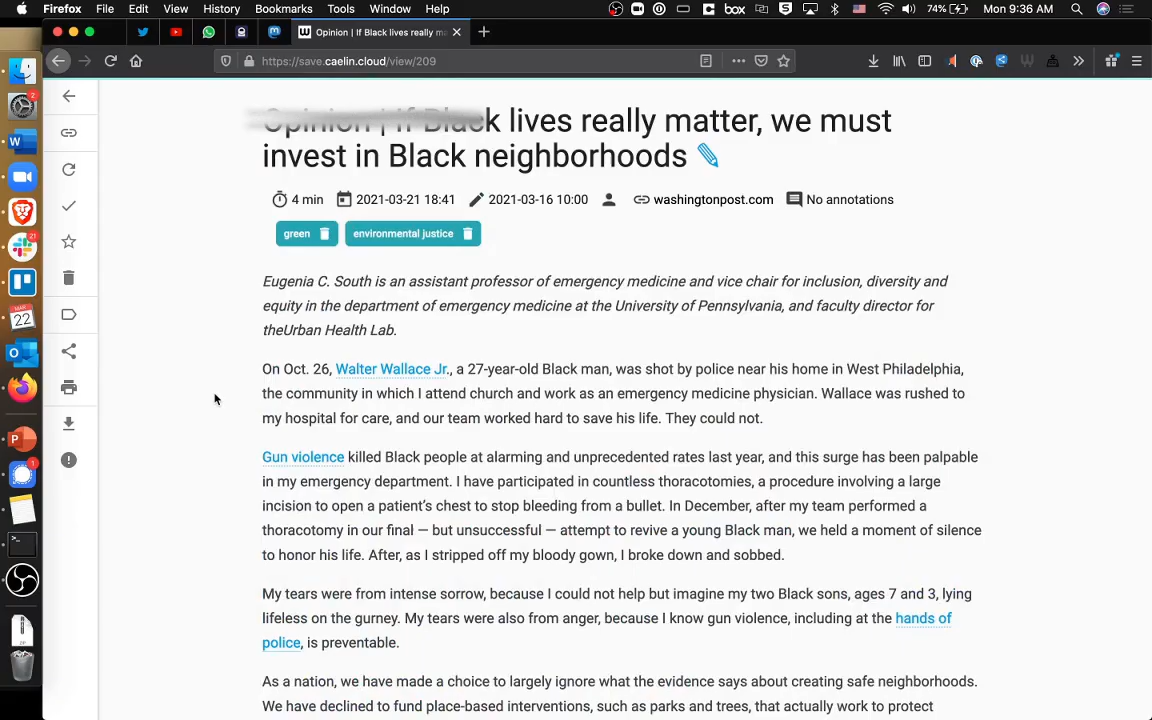 Firefox File Edit View History Bookmarks Tools Window Help box 74% Mon 9:36 AM
Opinion | If Black lives really ma
https://save.caelin.cloud/view/209
Opinion | If Black lives really matter, we must
invest in Black neighborhoods
4 min 2021-03-21 18:41 2021-03-16 10:00 washingtonpost.com No annotations
green environmental justice
Eugenia C. South is an assistant professor of emergency medicine and vice chair for inclusion, diversity and
equity in the department of emergency medicine at the University of Pennsylvania, and faculty director for
theUrban Health Lab.
On Oct. 26, Walter Wallace Jr., a 27-year-old Black man, was shot by police near his home in West Philadelphia,
the community in which I attend church and work as an emergency medicine physician. Wallace was rushed to
my hospital for care, and our team worked hard to save his life. They could not.
Gun violence killed Black people at alarming and unprecedented rates last year, and this surge has been palpable
in my emergency department. I have participated in countless thoracotomies, a procedure involving a large
incision to open a patient's chest to stop bleeding from a bullet. In December, after my team performed a
thoracotomy in our final — but unsuccessful — attempt to revive a young Black man, we held a moment of silence
to honor his life. After, as I stripped off my bloody gown, I broke down and sobbed.
My tears were from intense sorrow, because I could not help but imagine my two Black sons, ages 7 and 3, lying
lifeless on the gurney. My tears were also from anger, because I know gun violence, including at the hands of
police, is preventable.
As a nation, we have made a choice to largely ignore what the evidence says about creating safe neighborhoods.
We have declined to fund place-based interventions, such as parks and trees, that actually work to protect